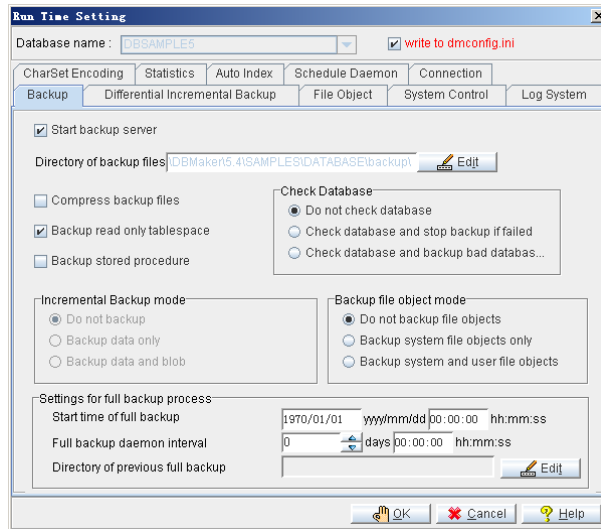 Run Time Setting
Database name : DBSAMPLE5 write to dmconfig.ini
CharSet Encoding Statistics Auto Index Schedule Daemon Connection
Backup Differential Incremental Backup File Object System Control Log System
Start backup server
Directory of backup files \DBMaker\5.4\SAMPLES\DATABASE\backup\ Edit
Compress backup files
Backup read only tablespace
Backup stored procedure
Check Database
Do not check database
Check database and stop backup if failed
Check database and backup bad databas...
Incremental Backup mode
Do not backup
Backup data only
Backup data and blob
Backup file object mode
Do not backup file objects
Backup system file objects only
Backup system and user file objects
Settings for full backup process
Start time of full backup 1970/01/01 yyyy/mm/dd 00:00:00 hh:mm:ss
Full backup daemon interval 0 days 00:00:00 hh:mm:ss
Directory of previous full backup Edit
OK Cancel Help